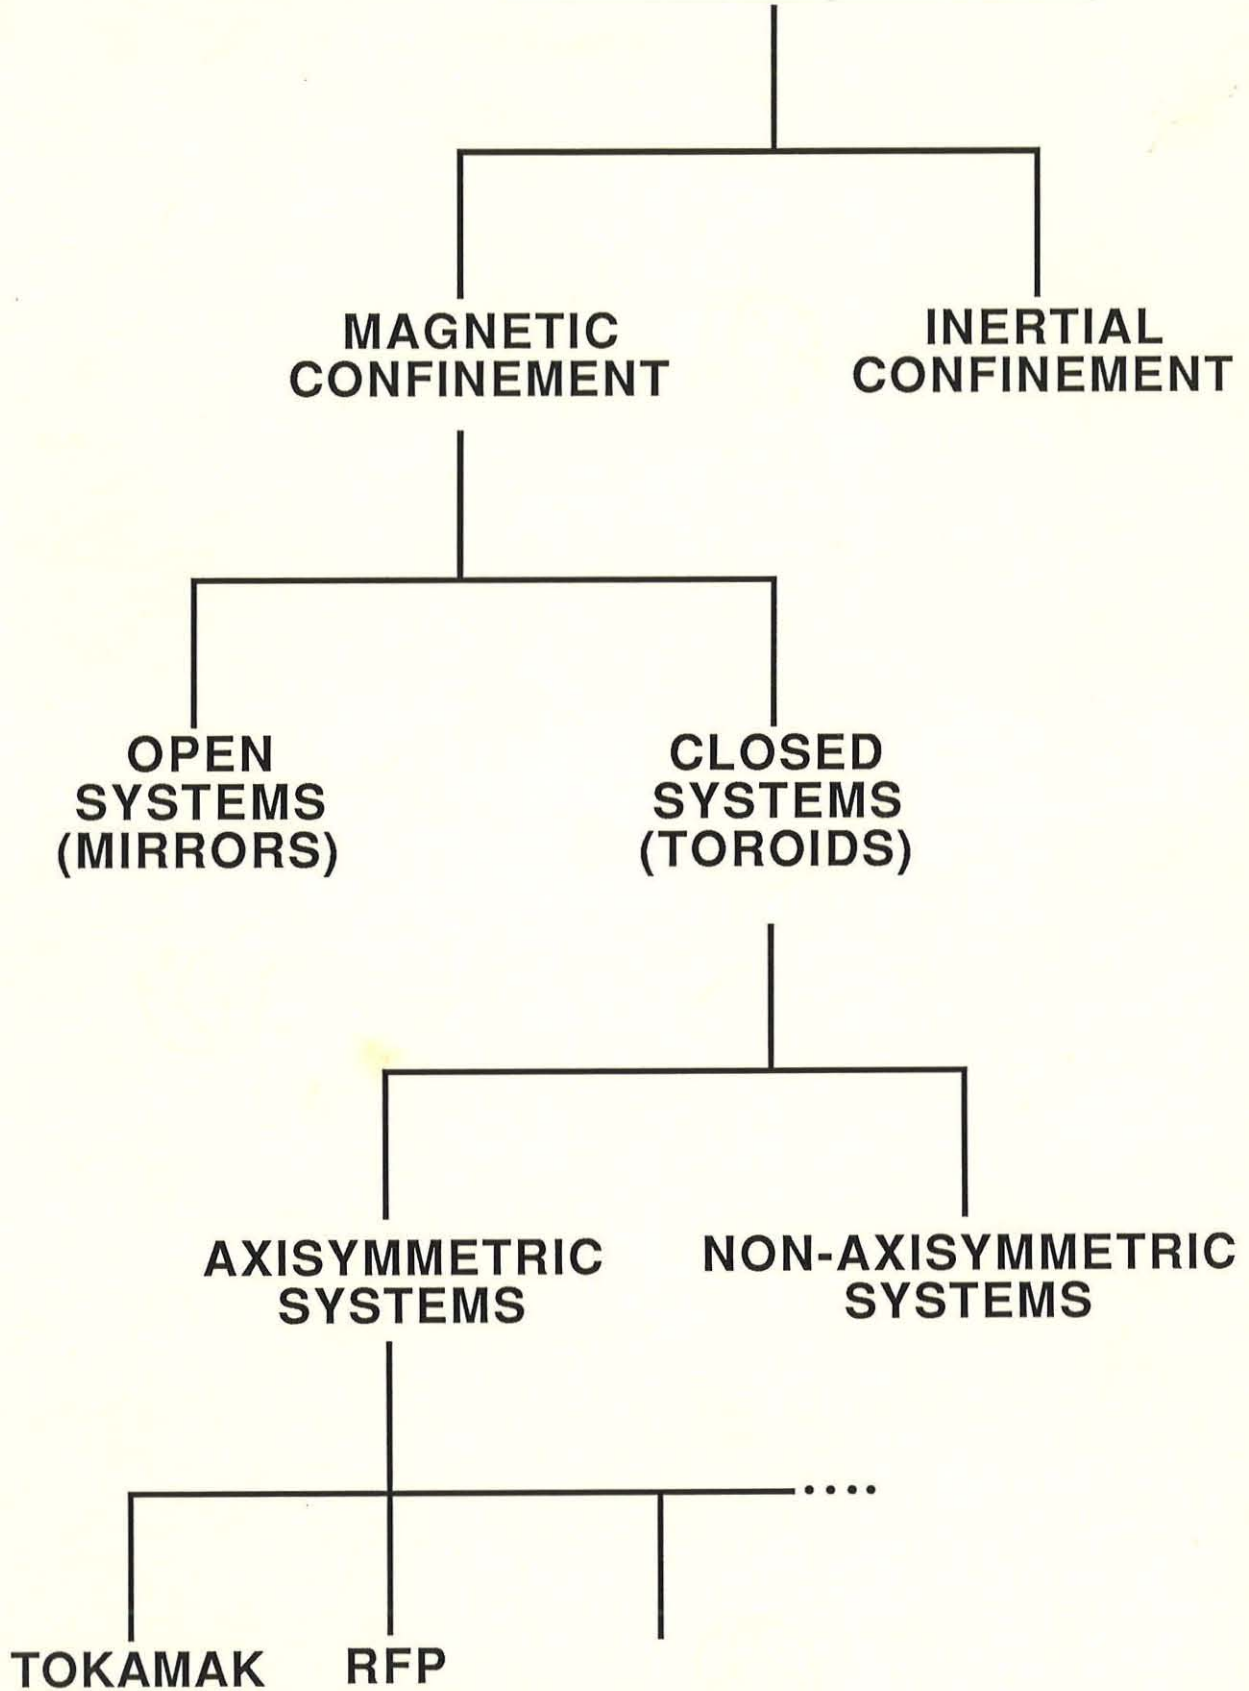 MAGNETIC
CONFINEMENT
INERTIAL
CONFINEMENT
OPEN
SYSTEMS
(MIRRORS)
CLOSED
SYSTEMS
(TOROIDS)
AXISYMMETRIC
SYSTEMS
NON-AXISYMMETRIC
SYSTEMS
TOKAMAK
RFP